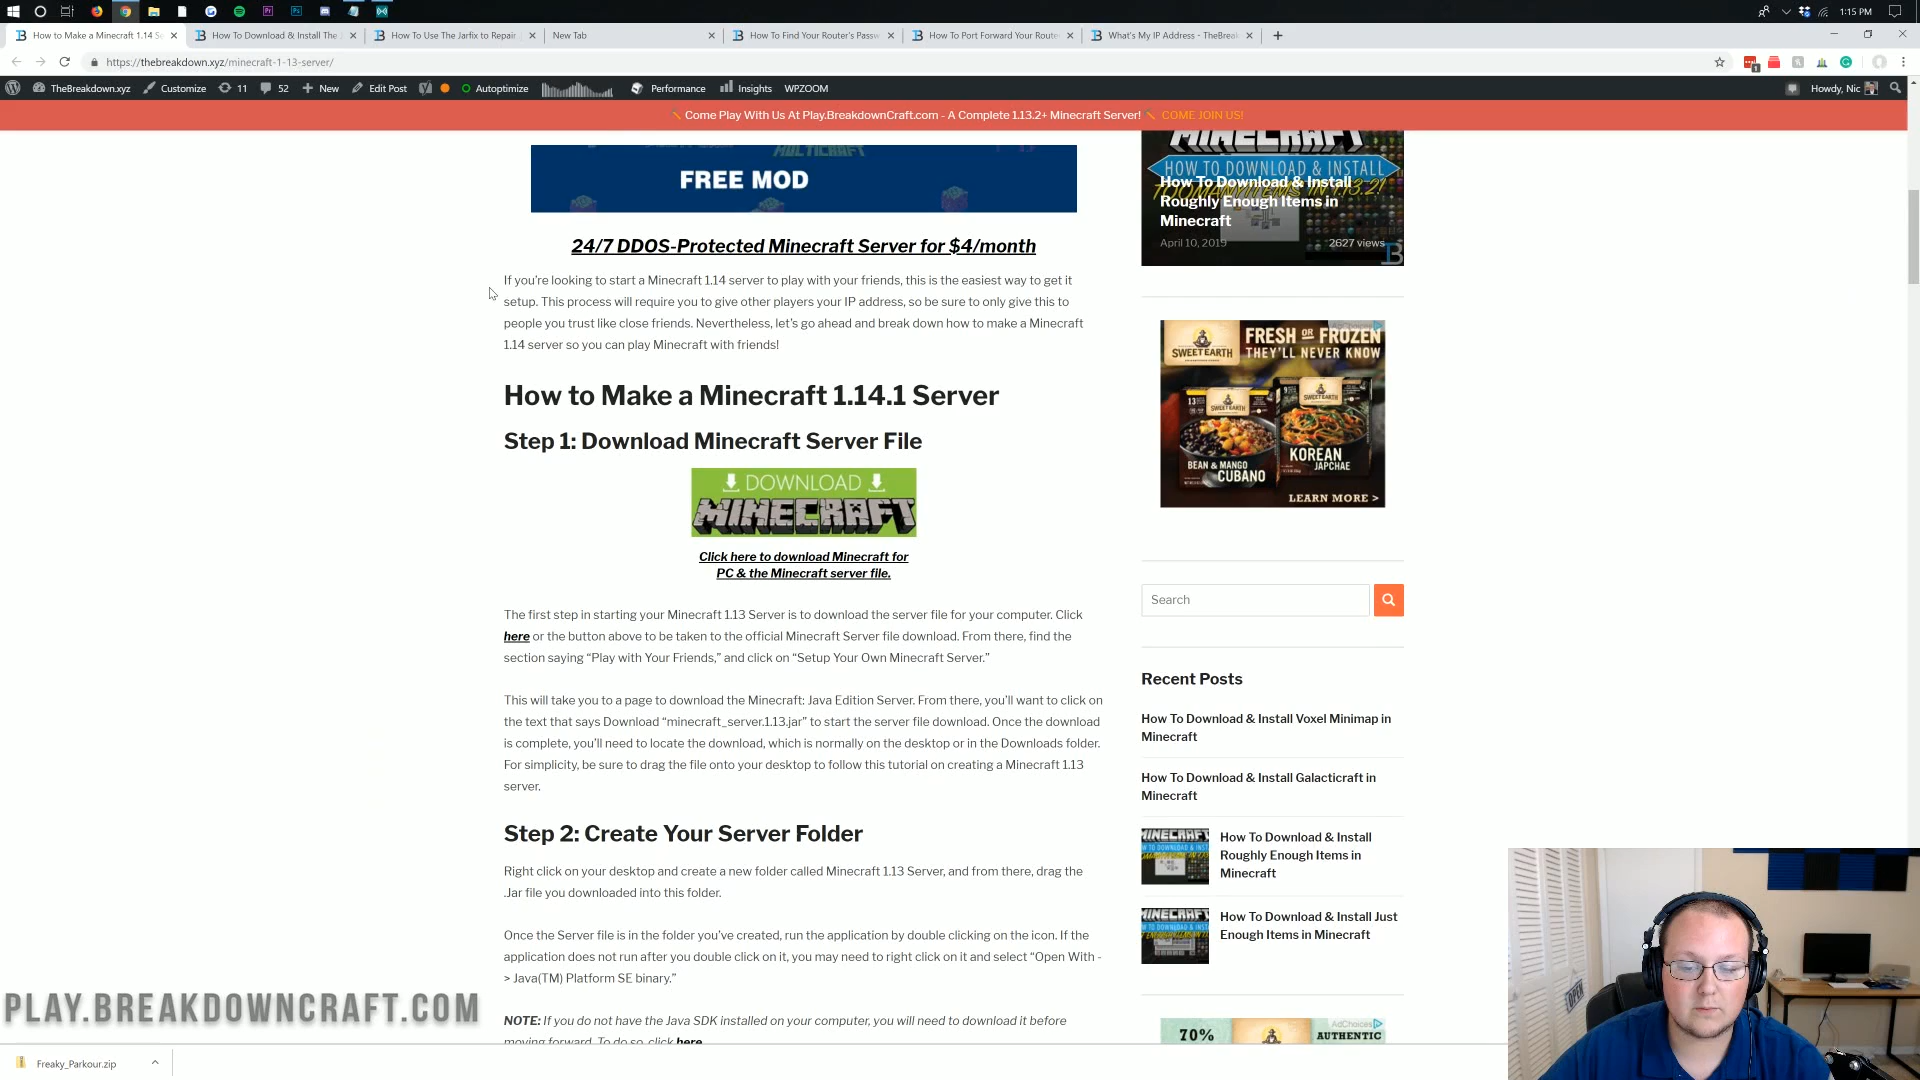 1:15 PM
How to Make a Minecraft 1.14 Se
How To Download & Install The J
How To Use The Jarfix to Repair J
New Tab
How To Find Your Router's Passw
How To Port Forward Your Route
What's My IP Address - TheBreak
https://thebreakdown.xyz/minecraft-1-13-server/
TheBreakdown.xyz Customize 11 52 New Edit Post Autoptimize Performance Insights WPZOOM Howdy, Nic
Come Play With Us At Play.BreakdownCraft.com - A Complete 1.13.2+ Minecraft Server! COME JOIN US!
MULTICRAFT
FREE MOD
24/7 DDOS-Protected Minecraft Server for $4/month
If you're looking to start a Minecraft 1.14 server to play with your friends, this is the easiest way to get it
setup. This process will require you to give other players your IP address, so be sure to only give this to
people you trust like close friends. Nevertheless, let's go ahead and break down how to make a Minecraft
1.14 server so you can play Minecraft with friends!
How to Make a Minecraft 1.14.1 Server
Step 1: Download Minecraft Server File
DOWNLOAD
MINECRAFT
Click here to download Minecraft for
PC & the Minecraft server file.
The first step in starting your Minecraft 1.13 Server is to download the server file for your computer. Click
here or the button above to be taken to the official Minecraft Server file download. From there, find the
section saying “Play with Your Friends,” and click on “Setup Your Own Minecraft Server.”
This will take you to a page to download the Minecraft: Java Edition Server. From there, you'll want to click on
the text that says Download “minecraft_server.1.13.jar” to start the server file download. Once the download
is complete, you'll need to locate the download, which is normally on the desktop or in the Downloads folder.
For simplicity, be sure to drag the file onto your desktop to follow this tutorial on creating a Minecraft 1.13
server.
Step 2: Create Your Server Folder
Right click on your desktop and create a new folder called Minecraft 1.13 Server, and from there, drag the
.Jar file you downloaded into this folder.
Once the Server file is in the folder you've created, run the application by double clicking on the icon. If the
application does not run after you double click on it, you may need to right click on it and select “Open With -
> Java(TM) Platform SE binary.”
NOTE: If you do not have the Java SDK installed on your computer, you will need to download it before
moving forward. To do so, click here.
MINECRAFT
HOW TO DOWNLOAD & INSTALL
TOOMANYITEMS IN 1.13.2!
How To Download & Install
Roughly Enough Items in
Minecraft
April 10, 2019 2627 views
AdChoices
SWEET EARTH
FRESH OR FROZEN
THEY'LL NEVER KNOW
BEAN & MANGO
CUBANO
KOREAN
JAPCHAE
LEARN MORE >
Search
Recent Posts
How To Download & Install Voxel Minimap in
Minecraft
How To Download & Install Galacticraft in
Minecraft
How To Download & Install
Roughly Enough Items in
Minecraft
How To Download & Install Just
Enough Items in Minecraft
AdChoices
70%
AUTHENTIC
OPEN
PLAY.BREAKDOWNCRAFT.COM
Freaky_Parkour.zip